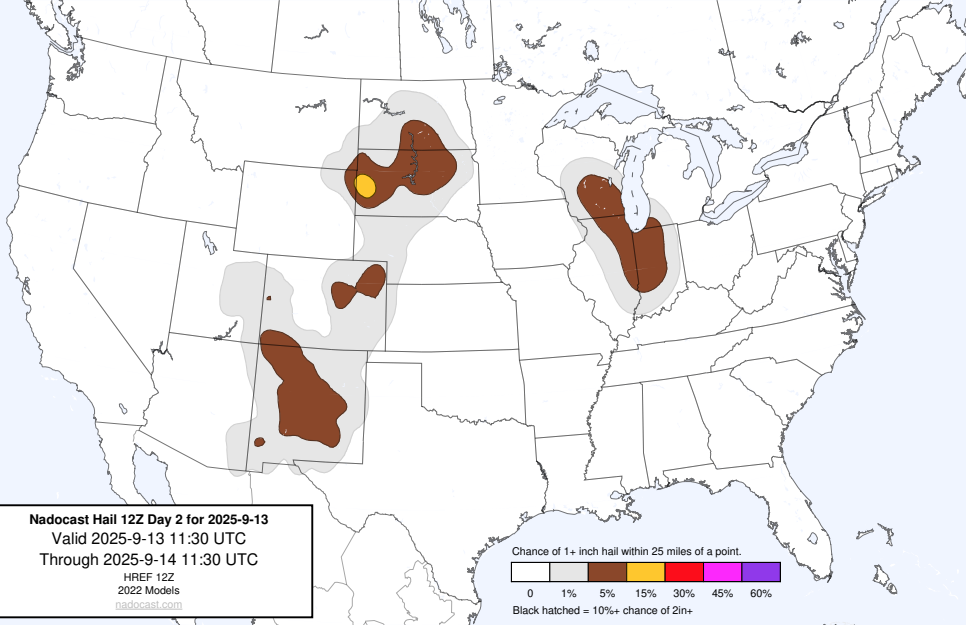 Nadocast Hail 12Z Day 2 for 2025-9-13
Valid 2025-9-13 11:30 UTC
Through 2025-9-14 11:30 UTC
HREF 12Z
2022 Models
nadocast.com
Chance of 1+ inch hail within 25 miles of a point.
0 1% 5% 15% 30% 45% 60%
Black hatched = 10%+ chance of 2in+